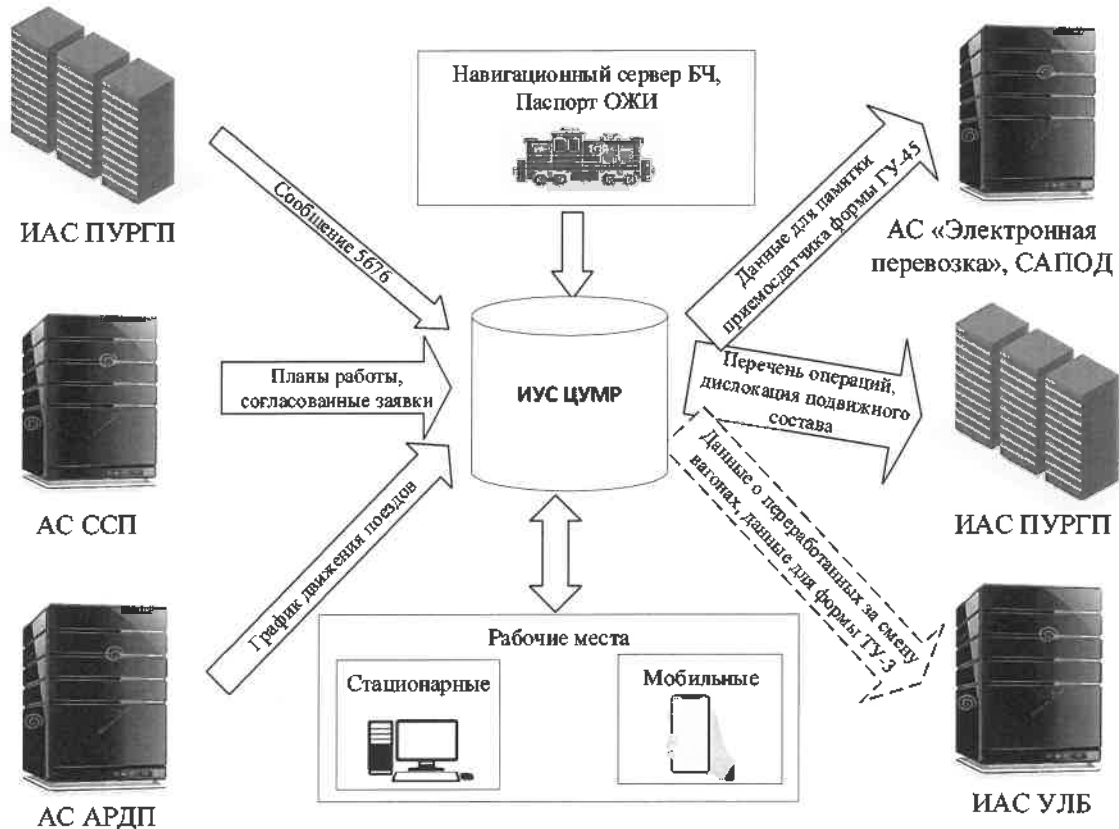 Навигационный сервер БЧ,
Паспорт ОЖИ
ИАС ПУРГП
Сообщение 5676
Данные для памятки
приемосдатчика формы ГУ-45
АС «Электронная
перевозка», САПОД
Планы работы,
согласованные заявки
ИУС ЦУМР
Перечень операций,
дислокация подвижного
состава
АС ССП
График движения поездов
Данные о переработанных за смену
вагонах, данные для формы ТУ-3
ИАС ПУРГП
Рабочие места
Стационарные
Мобильные
АС АРДП
ИАС УЛБ